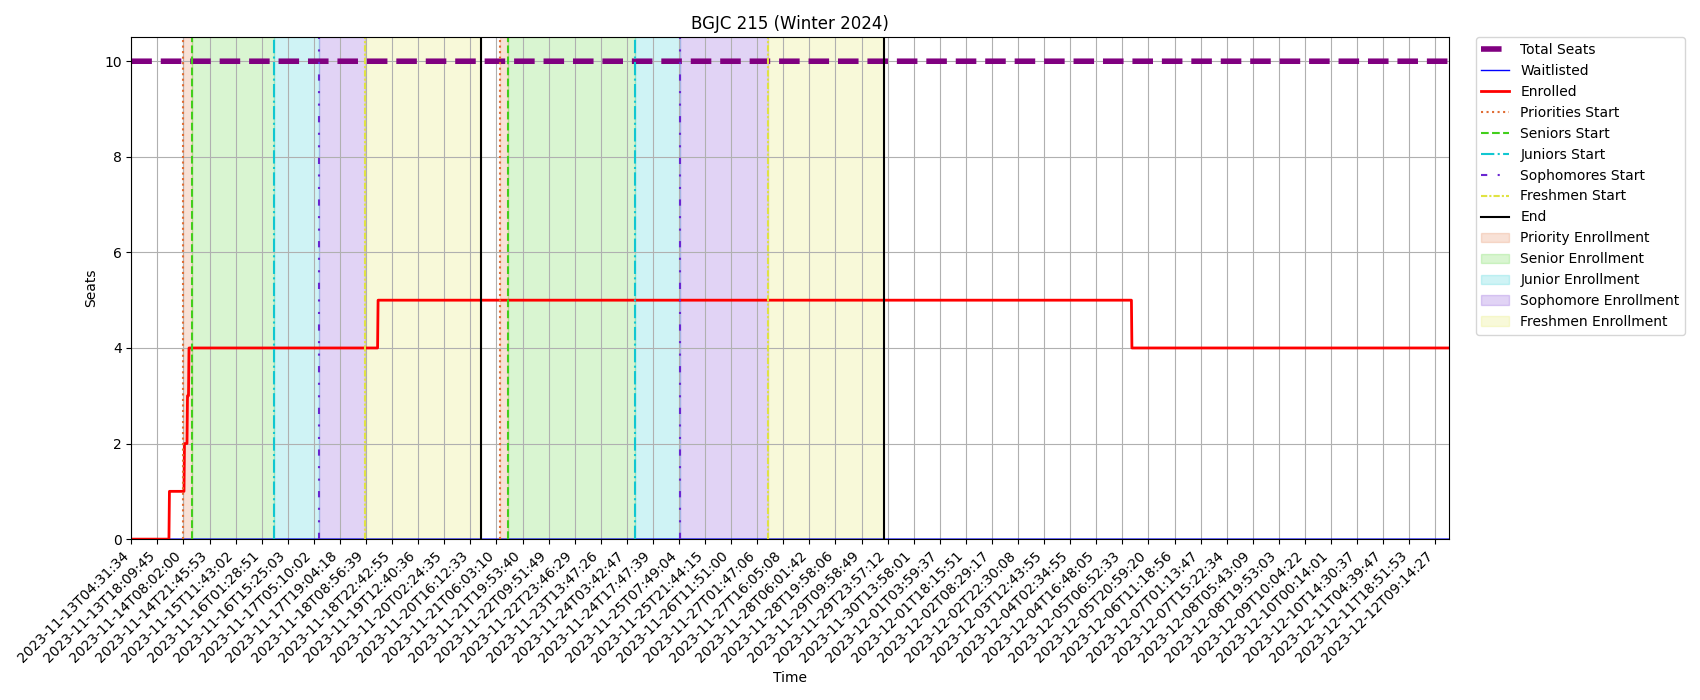 BGJC 215 (Winter 2024)
10
8
6
4
2
0
Seats
2023-11-13T04:31:34
2023-11-13T18:09:45
2023-11-14T08:02:00
2023-11-14T21:45:53
2023-11-15T11:43:02
2023-11-16T01:28:51
2023-11-16T15:25:03
2023-11-17T05:10:02
2023-11-17T19:04:18
2023-11-18T08:56:39
2023-11-18T22:42:55
2023-11-19T12:40:36
2023-11-20T02:24:35
2023-11-20T16:12:33
2023-11-21T06:03:10
2023-11-21T19:53:40
2023-11-22T09:51:49
2023-11-22T23:46:29
2023-11-23T13:47:26
2023-11-24T03:42:47
2023-11-24T17:47:39
2023-11-25T07:49:04
2023-11-25T21:44:15
2023-11-26T11:51:00
2023-11-27T01:47:06
2023-11-27T16:05:08
2023-11-28T06:01:42
2023-11-28T19:58:06
2023-11-29T09:58:49
2023-11-29T23:57:12
2023-11-30T13:58:01
2023-12-01T03:59:37
2023-12-01T18:15:51
2023-12-02T08:29:17
2023-12-02T22:30:08
2023-12-03T12:43:55
2023-12-04T02:34:55
2023-12-04T16:48:05
2023-12-05T06:52:33
2023-12-05T20:59:20
2023-12-06T11:18:56
2023-12-07T01:13:47
2023-12-07T15:22:34
2023-12-08T05:43:09
2023-12-08T19:53:03
2023-12-09T10:04:22
2023-12-10T00:14:01
2023-12-10T14:30:37
2023-12-11T04:39:47
2023-12-11T18:51:53
2023-12-12T09:14:27
Time
Total Seats
Waitlisted
Enrolled
Priorities Start
Seniors Start
Juniors Start
Sophomores Start
Freshmen Start
End
Priority Enrollment
Senior Enrollment
Junior Enrollment
Sophomore Enrollment
Freshmen Enrollment